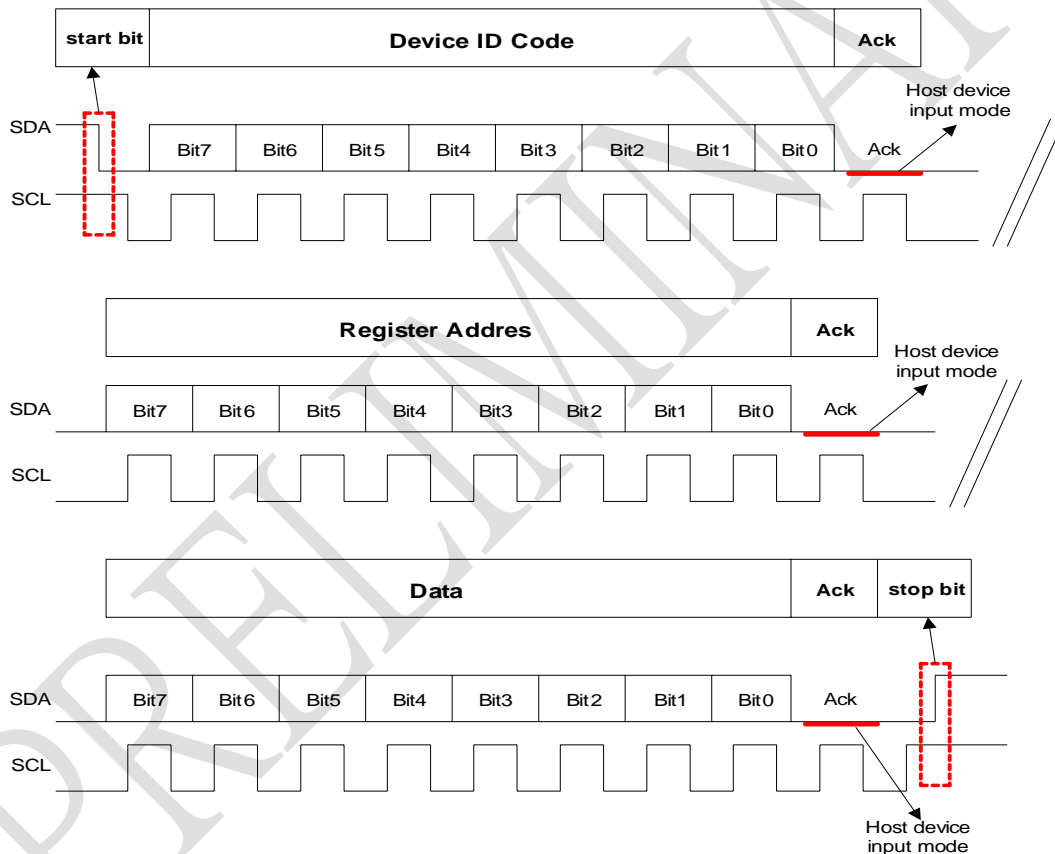 start bit Device ID Code Ack
Host device
input mode
SDA Bit7 Bit6 Bit5 Bit4 Bit3 Bit2 Bit1 Bit0 Ack
SCL
Register Addres Ack
Host device
input mode
SDA Bit7 Bit6 Bit5 Bit4 Bit3 Bit2 Bit1 Bit0 Ack
SCL
Data Ack stop bit
SDA Bit7 Bit6 Bit5 Bit4 Bit3 Bit2 Bit1 Bit0 Ack
SCL
Host device
input mode
PRELIMINA